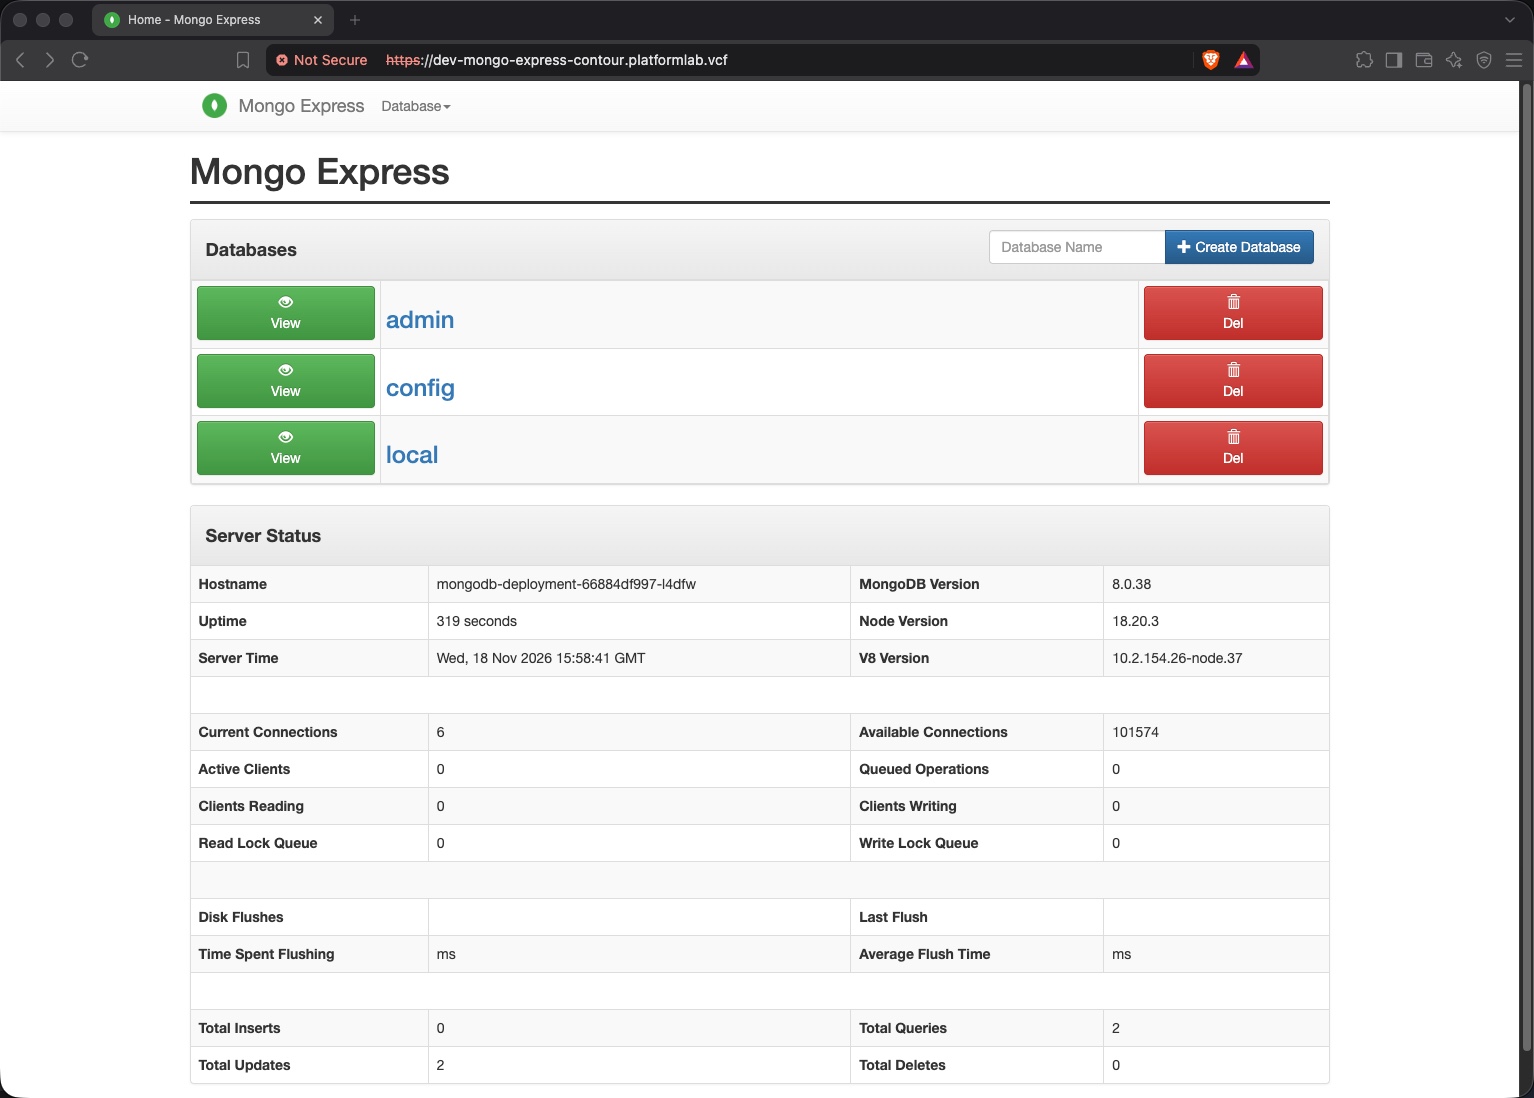 Home - Mongo Express
Not Secure https://dev-mongo-express-contour.platformlab.vcf
Mongo Express Database
Mongo Express
Databases Database Name Create Database
View admin Del
View config Del
View local Del
Server Status
Hostname mongodb-deployment-66884df997-l4dfw MongoDB Version 8.0.38
Uptime 319 seconds Node Version 18.20.3
Server Time Wed, 18 Nov 2026 15:58:41 GMT V8 Version 10.2.154.26-node.37
Current Connections 6 Available Connections 101574
Active Clients 0 Queued Operations 0
Clients Reading 0 Clients Writing 0
Read Lock Queue 0 Write Lock Queue 0
Disk Flushes Last Flush
Time Spent Flushing ms Average Flush Time ms
Total Inserts 0 Total Queries 2
Total Updates 2 Total Deletes 0